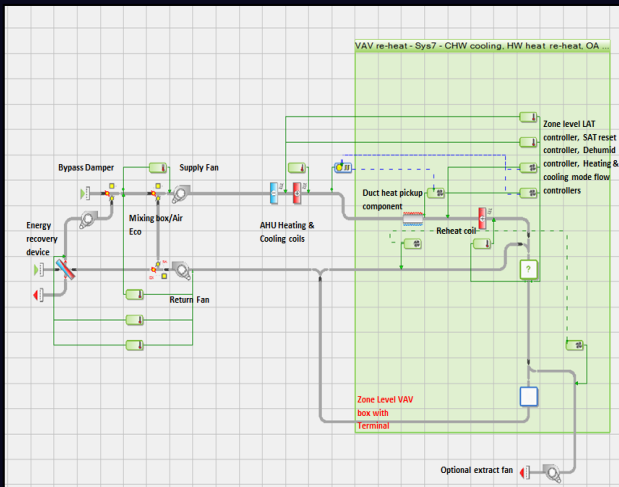 VAV re-heat - Sys7 - CHW cooling, HW heat re-heat, OA ...
Zone level LAT
controller, SAT reset
controller, Dehumid
controller, Heating &
cooling mode flow
controllers
Bypass Damper
Supply Fan
Duct heat pickup
component
Mixing box/Air
Eco
Energy
recovery
device
AHU Heating &
Cooling coils
Reheat coil
?
Return Fan
Zone Level VAV
box with
Terminal
Optional extract fan